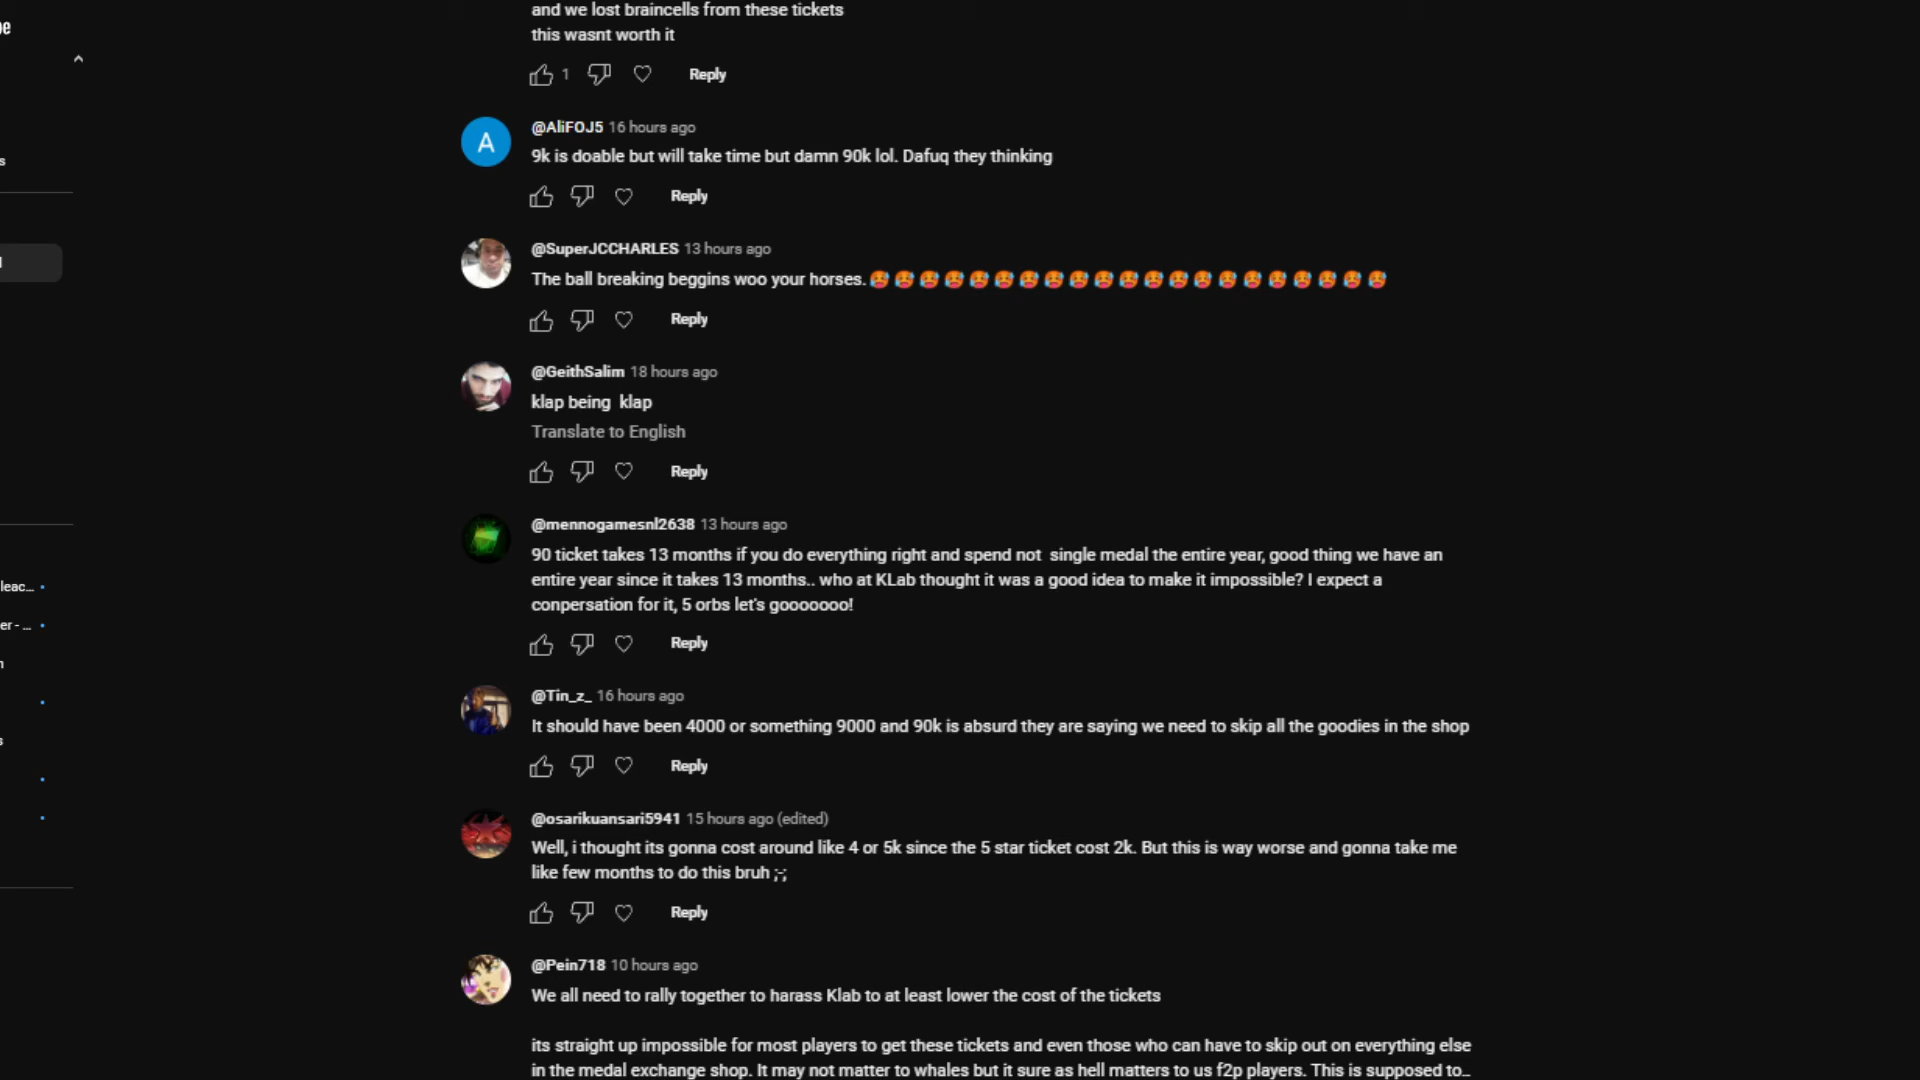 and we lost braincells from these tickets
this wasnt worth it
1 Reply
@AliFOJ5 16 hours ago
9k is doable but will take time but damn 90k lol. Dafuq they thinking
Reply
@SuperJCCHARLES 13 hours ago
The ball breaking beggins woo your horses.🥵🥵🥵🥵🥵🥵🥵🥵🥵🥵🥵🥵🥵🥵🥵🥵🥵🥵🥵🥵🥵
Reply
@GeithSalim 18 hours ago
klap being klap
Translate to English
Reply
@mennogamesnl2638 13 hours ago
90 ticket takes 13 months if you do everything right and spend not single medal the entire year, good thing we have an
entire year since it takes 13 months.. who at KLab thought it was a good idea to make it impossible? I expect a
conpersation for it, 5 orbs let's gooooooo!
Reply
leac...
er - ...
@Tin_z_ 16 hours ago
It should have been 4000 or something 9000 and 90k is absurd they are saying we need to skip all the goodies in the shop
Reply
@osarikuansari5941 15 hours ago (edited)
Well, i thought its gonna cost around like 4 or 5k since the 5 star ticket cost 2k. But this is way worse and gonna take me
like few months to do this bruh ;-;
Reply
@Pein718 10 hours ago
We all need to rally together to harass Klab to at least lower the cost of the tickets
its straight up impossible for most players to get these tickets and even those who can have to skip out on everything else
in the medal exchange shop. It may not matter to whales but it sure as hell matters to us f2p players. This is supposed to...